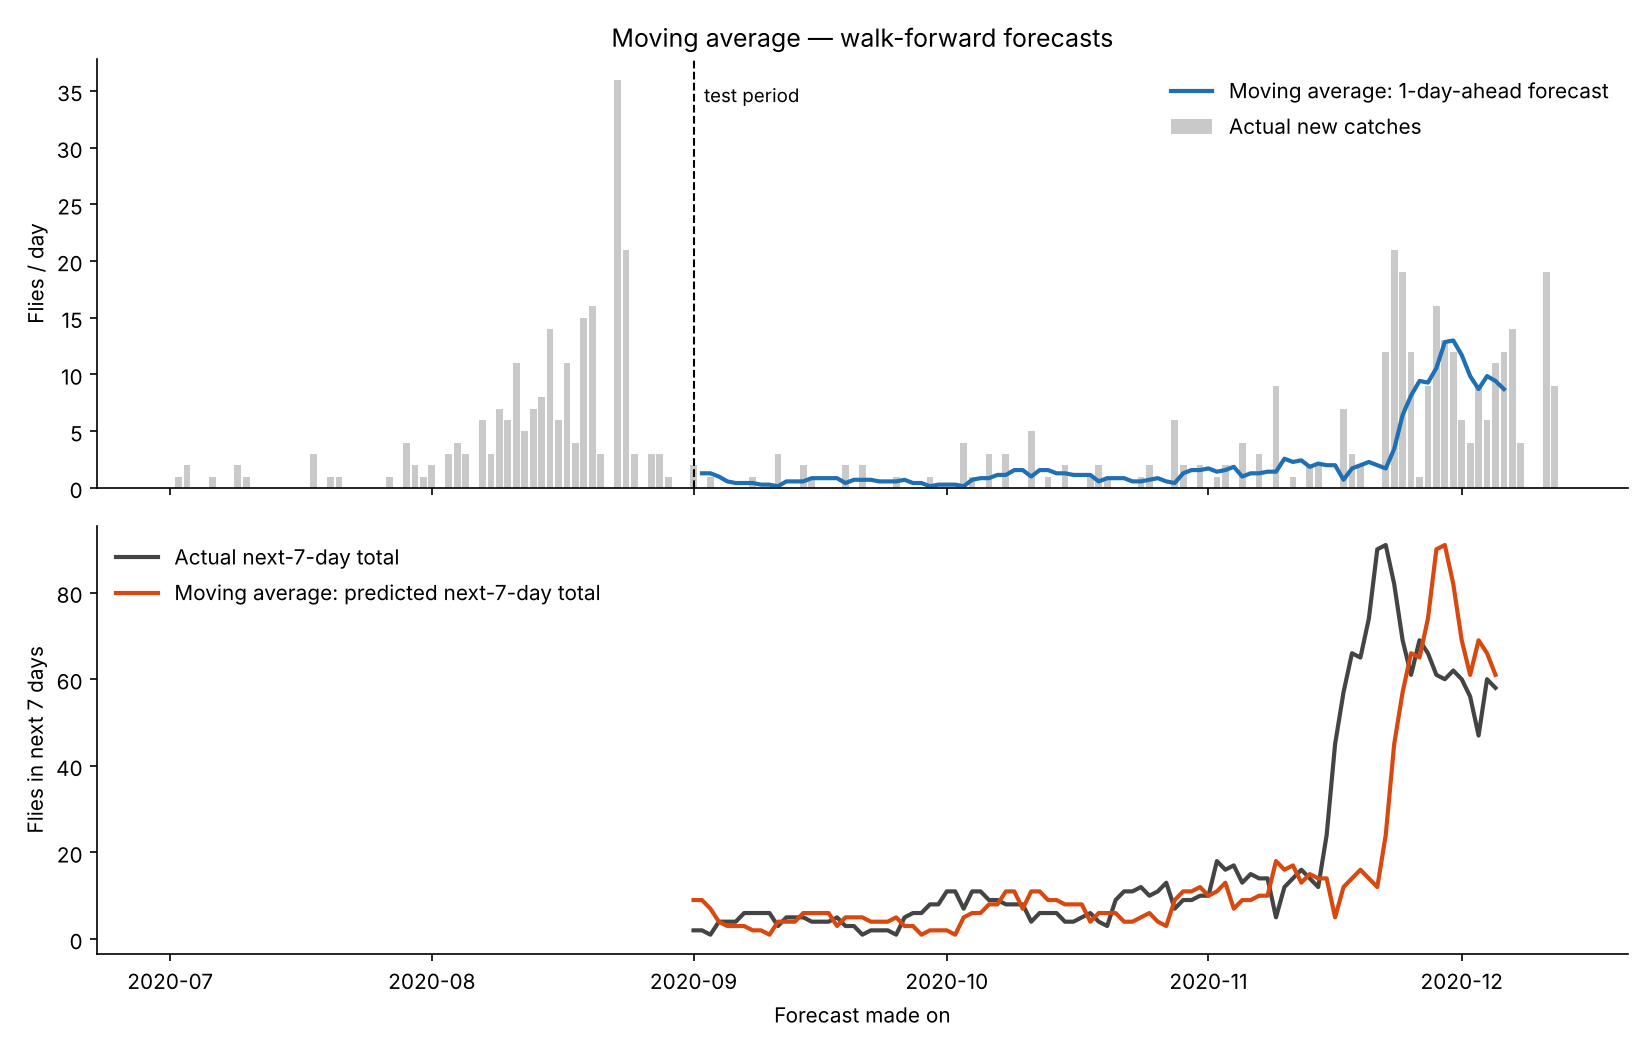 Moving average — walk-forward forecasts
Flies / day
35
30
25
20
15
10
5
0
test period
Moving average: 1-day-ahead forecast
Actual new catches
Flies in next 7 days
80
60
40
20
0
Actual next-7-day total
Moving average: predicted next-7-day total
2020-07 2020-08 2020-09 2020-10 2020-11 2020-12
Forecast made on